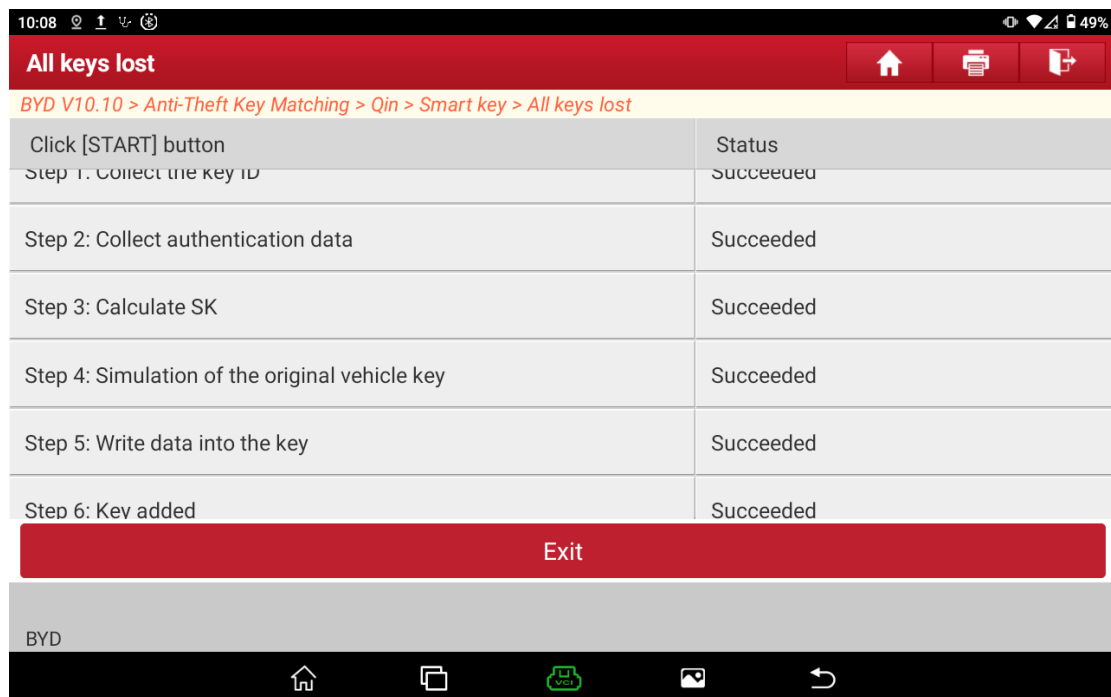 10:08 49%
All keys lost
BYD V10.10 > Anti-Theft Key Matching > Qin > Smart key > All keys lost
Click [START] button Status
Step 1: Collect the key ID Succeeded
Step 2: Collect authentication data Succeeded
Step 3: Calculate SK Succeeded
Step 4: Simulation of the original vehicle key Succeeded
Step 5: Write data into the key Succeeded
Step 6: Key added Succeeded
Exit
BYD
VCI